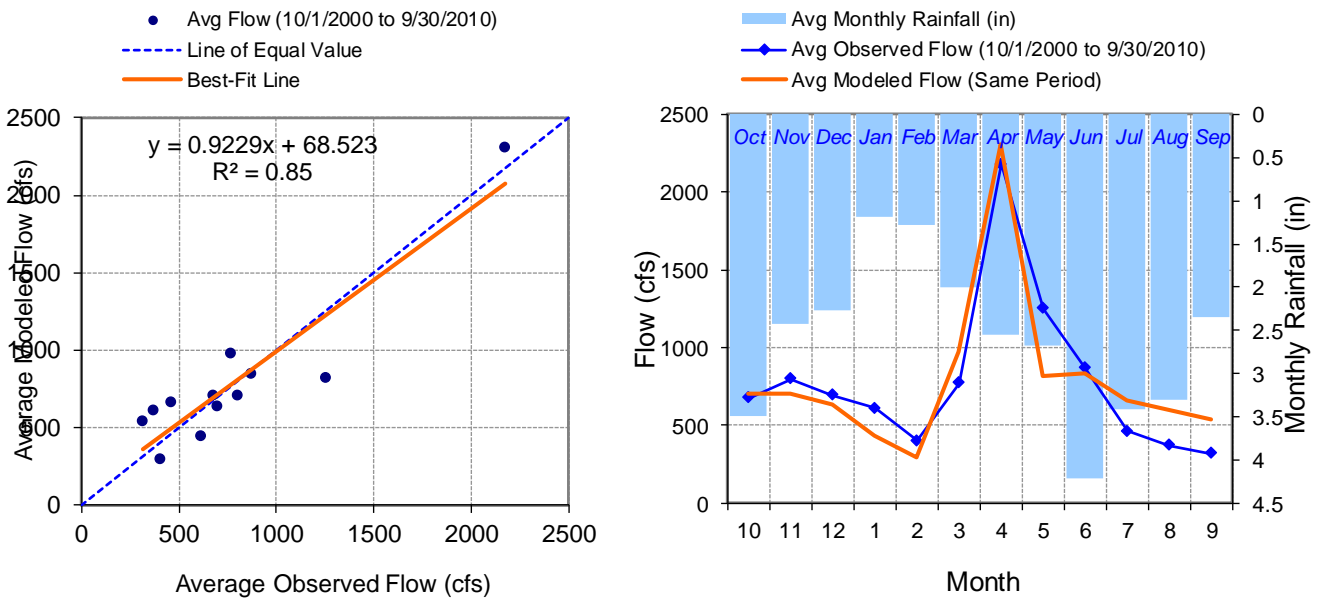 Avg Flow (10/1/2000 to 9/30/2010)
Line of Equal Value
Best-Fit Line
y = 0.9229x + 68.523
R² = 0.85
Average Modeled Flow (cfs)
2500
2000
1500
1000
500
0
0 500 1000 1500 2000 2500
Average Observed Flow (cfs)
Avg Monthly Rainfall (in)
Avg Observed Flow (10/1/2000 to 9/30/2010)
Avg Modeled Flow (Same Period)
Oct Nov Dec Jan Feb Mar Apr May Jun Jul Aug Sep
Flow (cfs)
2500
2000
1500
1000
500
0
0
0.5
1
1.5
2
2.5
3
3.5
4
4.5
Monthly Rainfall (in)
10 11 12 1 2 3 4 5 6 7 8 9
Month